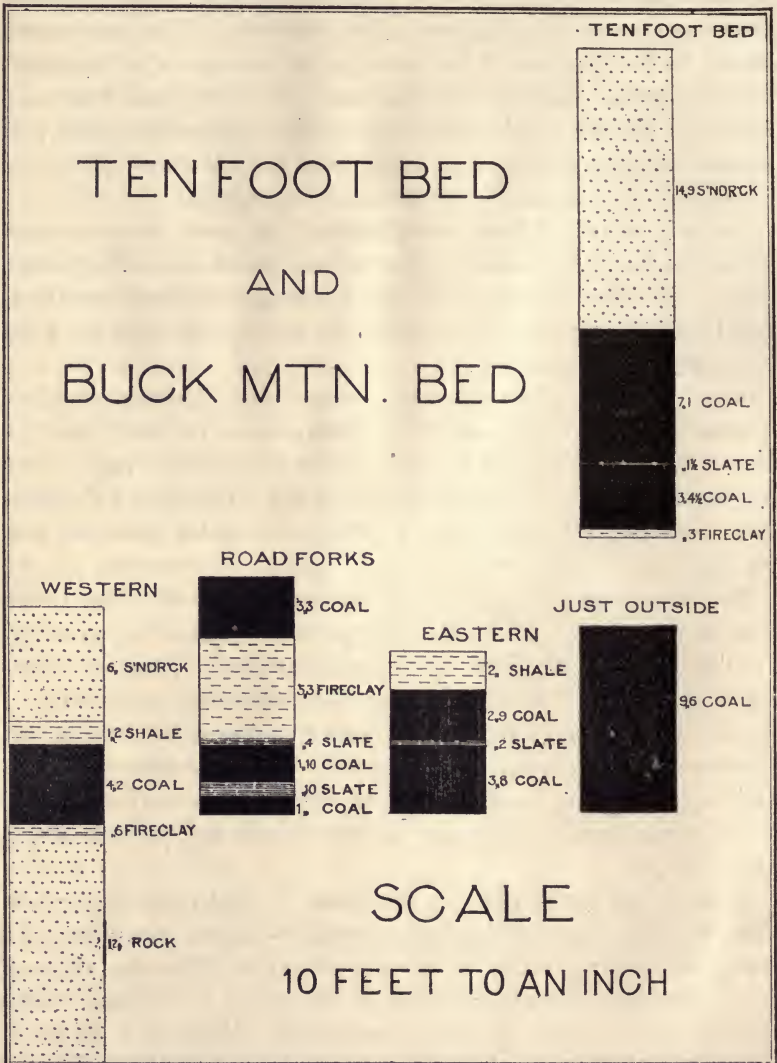 TEN FOOT BED
TEN FOOT BED
AND
BUCK MTN. BED
14,9 S'NDR'CK
7,1 COAL
,1½ SLATE
3,4½ COAL
,3 FIRECLAY
WESTERN
6, S'NDR'CK
1,2 SHALE
4,2 COAL
,6 FIRECLAY
12, ROCK
ROAD FORKS
3,3 COAL
5,3 FIRECLAY
,4 SLATE
1,10 COAL
,10 SLATE
1, COAL
EASTERN
2, SHALE
2,9 COAL
,2 SLATE
3,8 COAL
JUST OUTSIDE
9,6 COAL
SCALE
10 FEET TO AN INCH